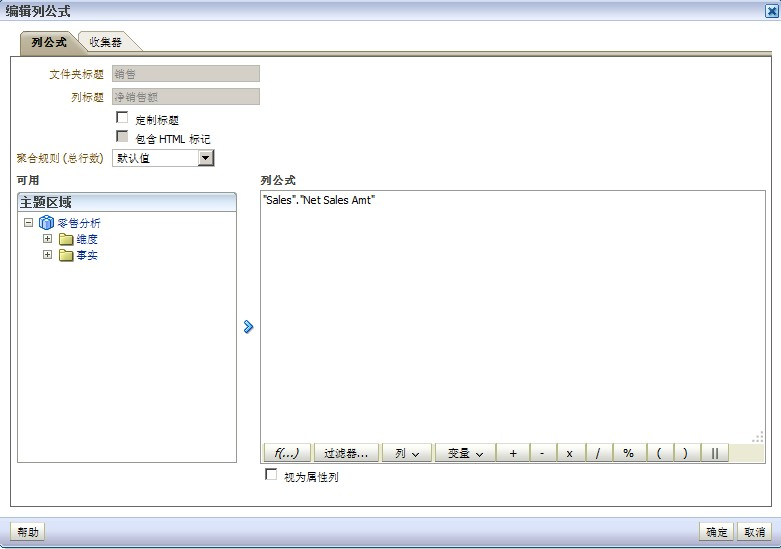 编辑列公式
列公式 收集器
文件夹标题 销售
列标题 净销售额
定制标题
包含 HTML 标记
聚合规则 (总行数) 默认值
可用
主题区域
零售分析
维度
事实
列公式
"Sales"."Net Sales Amt"
f(...) 过滤器... 列 变量 + - x / % ( ) ||
视为属性列
帮助 确定 取消